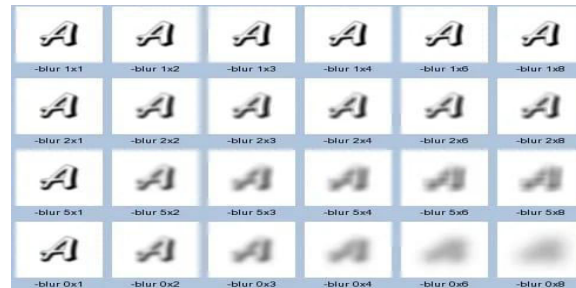 A A A A A A
-blur 1x1 -blur 1x2 -blur 1x3 -blur 1x4 -blur 1x6 -blur 1x8
A A A A A A
-blur 2x1 -blur 2x2 -blur 2x3 -blur 2x4 -blur 2x6 -blur 2x8
A A A A A A
-blur 5x1 -blur 5x2 -blur 5x3 -blur 5x4 -blur 5x6 -blur 5x8
A A A A
-blur 0x1 -blur 0x2 -blur 0x3 -blur 0x4 -blur 0x6 -blur 0x8